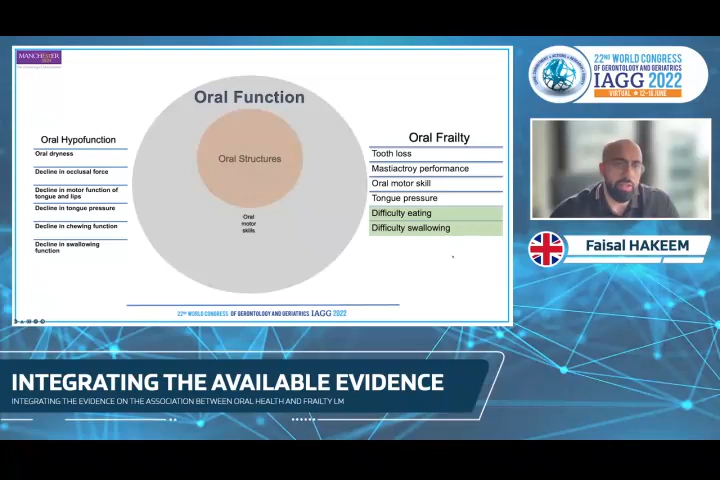 MANCHESTER
1824
Oral Function
Oral Structures
Oral
motor
skills
Oral Hypofunction
Oral dryness
Decline in occlusal force
Decline in motor function of
tongue and lips
Decline in tongue pressure
Decline in chewing function
Decline in swallowing
function
Oral Frailty
Tooth loss
Mastiactroy performance
Oral motor skill
Tongue pressure
Difficulty eating
Difficulty swallowing
22ND WORLD CONGRESS OF GERONTOLOGY AND GERIATRICS IAGG 2022
22ND WORLD CONGRESS
OF GERONTOLOGY AND GERIATRICS
IAGG 2022
VIRTUAL ★ 12-16 JUNE
Faisal HAKEEM
INTEGRATING THE AVAILABLE EVIDENCE
INTEGRATING THE EVIDENCE ON THE ASSOCIATION BETWEEN ORAL HEALTH AND FRAILTY LM